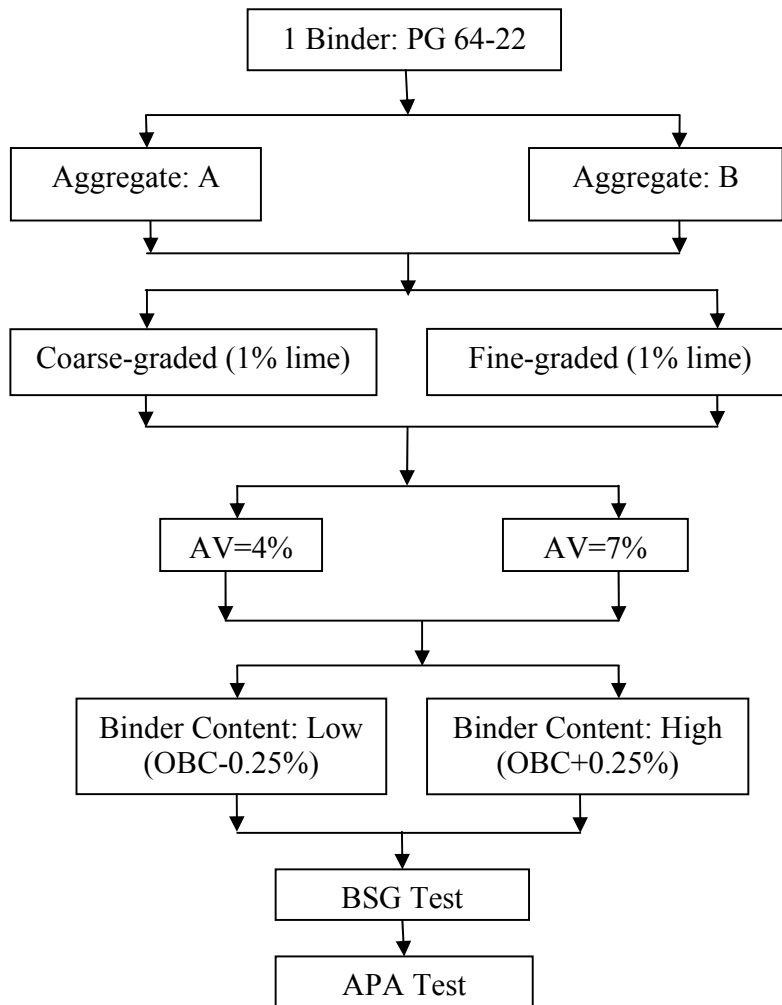 1 Binder: PG 64-22
Aggregate: A
Aggregate: B
Coarse-graded (1% lime)
Fine-graded (1% lime)
AV=4%
AV=7%
Binder Content: Low
(OBC-0.25%)
Binder Content: High
(OBC+0.25%)
BSG Test
APA Test